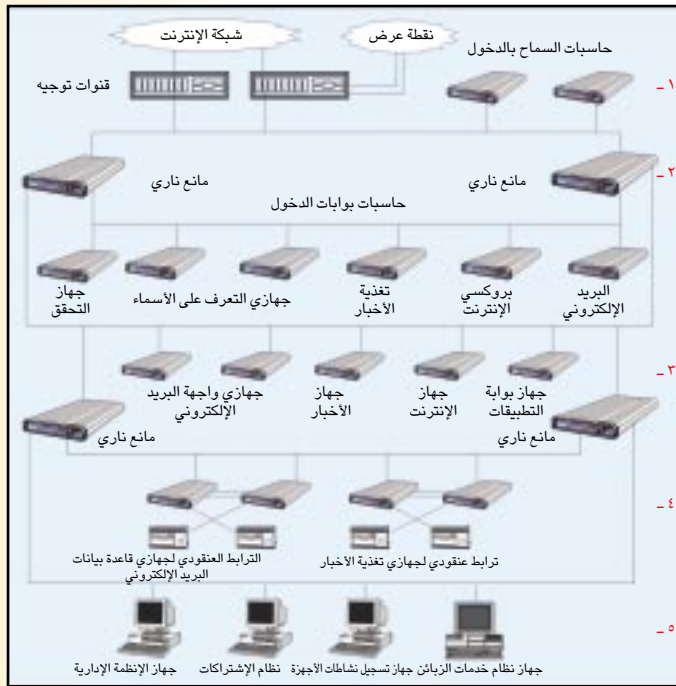 شبكة الإنترنت
نقطة عرض
حاسبات السماح بالدخول
قنوات توجيه
١ -
٢ -
مانع ناري
مانع ناري
حاسبات بوابات الدخول
البريد
الإلكتروني
بروكسي
الإنترنت
تغذية
الأخبار
جهازي التعرف على الأسماء
جهاز
التحقق
٣ -
جهاز بوابة
التطبيقات
جهاز
الإنترنت
جهاز
الأخبار
جهازي واجهة البريد
الإلكتروني
مانع ناري
مانع ناري
٤ -
ترابط عنقودي لجهازي تغذية الأخبار
الترابط العنقودي لجهازي قاعدة بيانات
البريد الإلكتروني
٥ -
جهاز نظام خدمات الزبائن
جهاز تسجيل نشاطات الأجهزة
نظام الإشتراكات
جهاز الإنظمة الإدارية